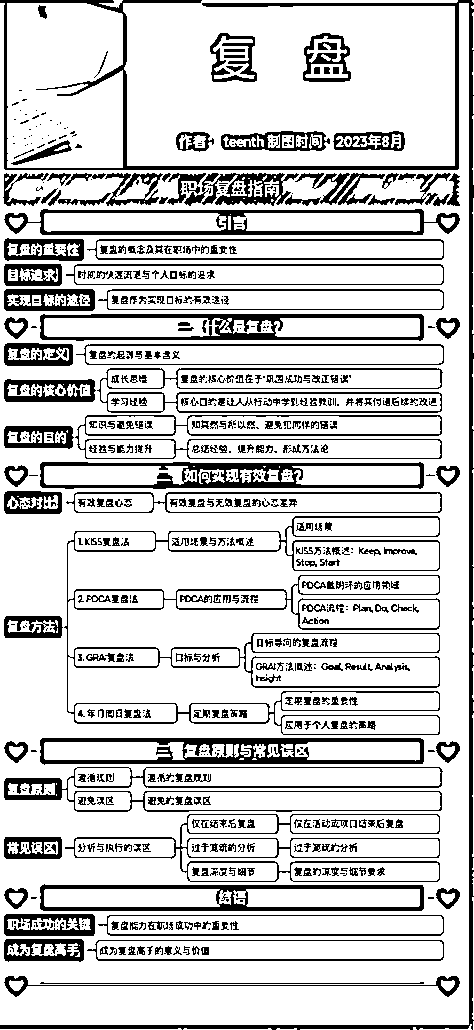 复 盘
作者： teenth 制图时间：2023年8月
职场复盘指南
引言
复盘的重要性
复盘的概念及其在职场中的重要性
目标追求
时间的快速流逝与个人目标的追求
实现目标的途径
复盘作为实现目标的有效途径
二 什么是复盘？
复盘的定义
复盘的起源与基本含义
复盘的核心价值
成长思维
复盘的核心价值在于"巩固成功与改正错误"
学习经验
核心目的是让人从行动中学到经验教训，并将其付诸后续的改进
复盘的目的
知识与避免错误
知其然与所以然、避免犯同样的错误
经验与能力提升
总结经验、提升能力、形成方法论
如何实现有效复盘？
心态对比
有效复盘心态
有效复盘与无效复盘的心态差异
复盘方法
1. KISS复盘法
适用场景与方法概述
适用场景
KISS方法概述：Keep, Improve,
Stop, Start
2. PDCA复盘法
PDCA的应用与流程
PDCA戴明环的应用领域
PDCA流程：Plan, Do, Check,
Action
3. GRAI复盘法
目标与分析
目标导向的复盘流程
GRAI方法概述：Goal, Result, Analysis,
Insight
4. 年月周日复盘法
定期复盘策略
定期复盘的重要性
应用于个人复盘的策略
三 复盘原则与常见误区
复盘原则
遵循规则
遵循的复盘规则
避免误区
避免的复盘误区
常见误区
分析与执行的误区
仅在结束后复盘
仅在活动或项目结束后复盘
过于笼统的分析
过于笼统的分析
复盘深度与细节
复盘的深度与细节要求
结语
职场成功的关键
复盘能力在职场成功中的重要性
成为复盘高手
成为复盘高手的意义与价值